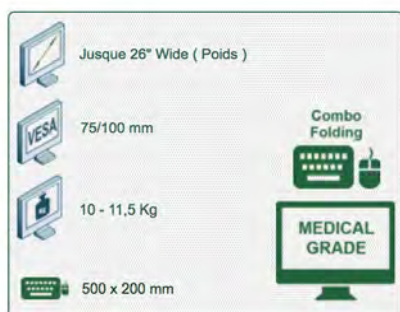 Jusque 26" Wide ( Poids )
VESA
75/100 mm
10 - 11,5 Kg
500 x 200 mm
Combo
Folding
MEDICAL
GRADE